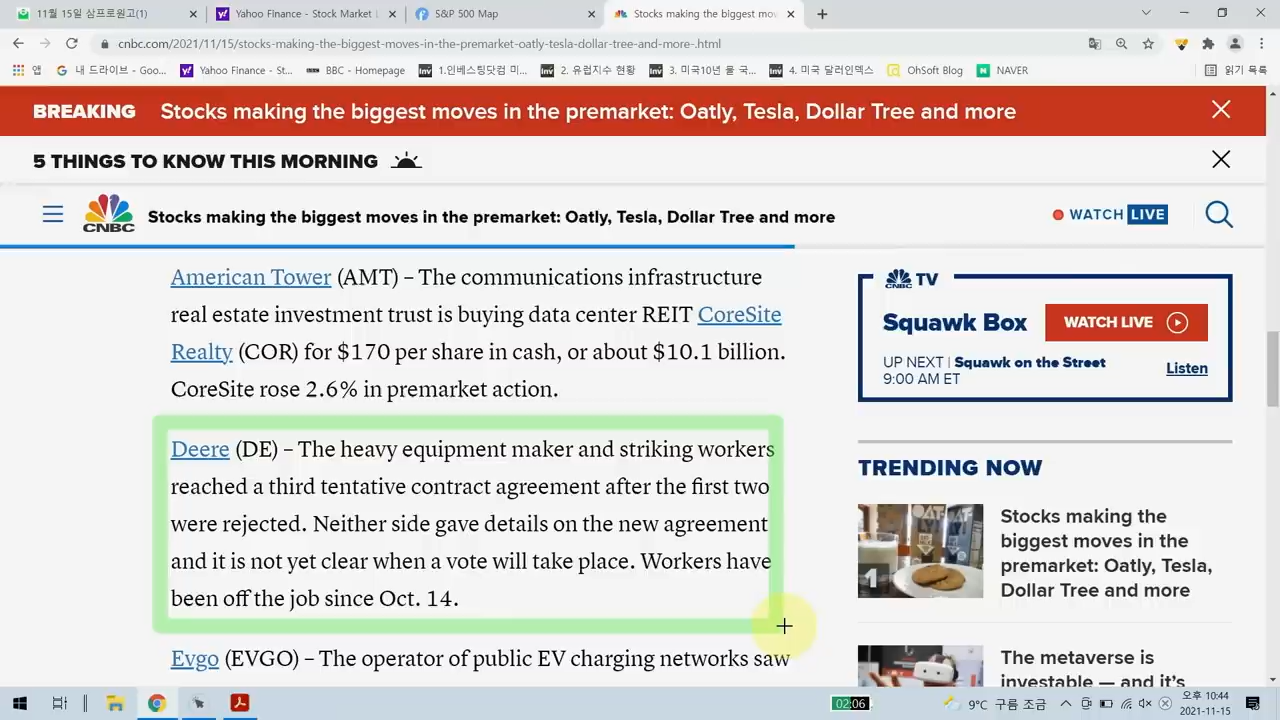 11월 15일 삼프로원고(1)
Yahoo Finance - Stock Market L
S&P 500 Map
Stocks making the biggest mov
cnbc.com/2021/11/15/stocks-making-the-biggest-moves-in-the-premarket-oatly-tesla-dollar-tree-and-more-.html
앱
내 드라이브 - Goo...
Yahoo Finance - St...
BBC - Homepage
1.인베스팅닷컴 미...
2. 유럽지수 현황
3. 미국10년 물 국...
4. 미국 달러인덱스
OhSoft Blog
NAVER
읽기 목록
BREAKING Stocks making the biggest moves in the premarket: Oatly, Tesla, Dollar Tree and more
5 THINGS TO KNOW THIS MORNING
CNBC
Stocks making the biggest moves in the premarket: Oatly, Tesla, Dollar Tree and more
WATCH LIVE
American Tower (AMT) – The communications infrastructure
real estate investment trust is buying data center REIT CoreSite
Realty (COR) for $170 per share in cash, or about $10.1 billion.
CoreSite rose 2.6% in premarket action.
Deere (DE) – The heavy equipment maker and striking workers
reached a third tentative contract agreement after the first two
were rejected. Neither side gave details on the new agreement
and it is not yet clear when a vote will take place. Workers have
been off the job since Oct. 14.
Evgo (EVGO) – The operator of public EV charging networks saw
CNBC TV
Squawk Box
WATCH LIVE
UP NEXT | Squawk on the Street
9:00 AM ET
Listen
TRENDING NOW
1
Stocks making the
biggest moves in the
premarket: Oatly, Tesla,
Dollar Tree and more
The metaverse is
investable — and it's
02:06
9°C 구름 조금
오후 10:44
2021-11-15